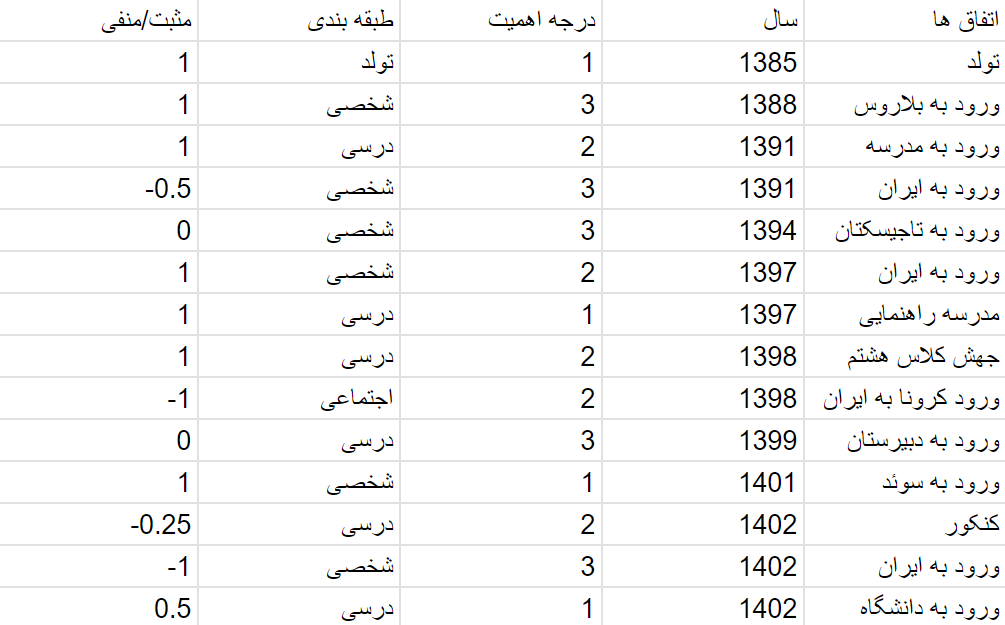 اتفاق ها سال درجه اهمیت طبقه بندی مثبت/منفی
تولد 1385 1 تولد 1
ورود به بلاروس 1388 3 شخصی 1
ورود به مدرسه 1391 2 درسی 1
ورود به ایران 1391 3 شخصی -0.5
ورود به تاجیسکتان 1394 3 شخصی 0
ورود به ایران 1397 2 شخصی 1
مدرسه راهنمایی 1397 1 درسی 1
جهش کلاس هشتم 1398 2 درسی 1
ورود کرونا به ایران 1398 2 اجتماعی -1
ورود به دبیرستان 1399 3 درسی 0
ورود به سوئد 1401 1 شخصی 1
کنکور 1402 2 درسی -0.25
ورود به ایران 1402 3 شخصی -1
ورود به دانشگاه 1402 1 درسی 0.5